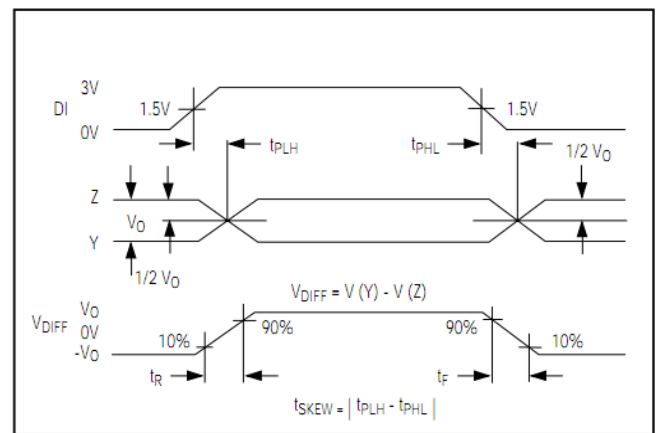 3V
DI
1.5V
1.5V
0V
tPLH
tPHL
1/2 VO
Z
VO
Y
1/2 VO
VDIFF = V (Y) - V (Z)
VO
VDIFF
0V
-VO
10%
90%
90%
10%
tR
tF
tSKEW = | tPLH - tPHL |